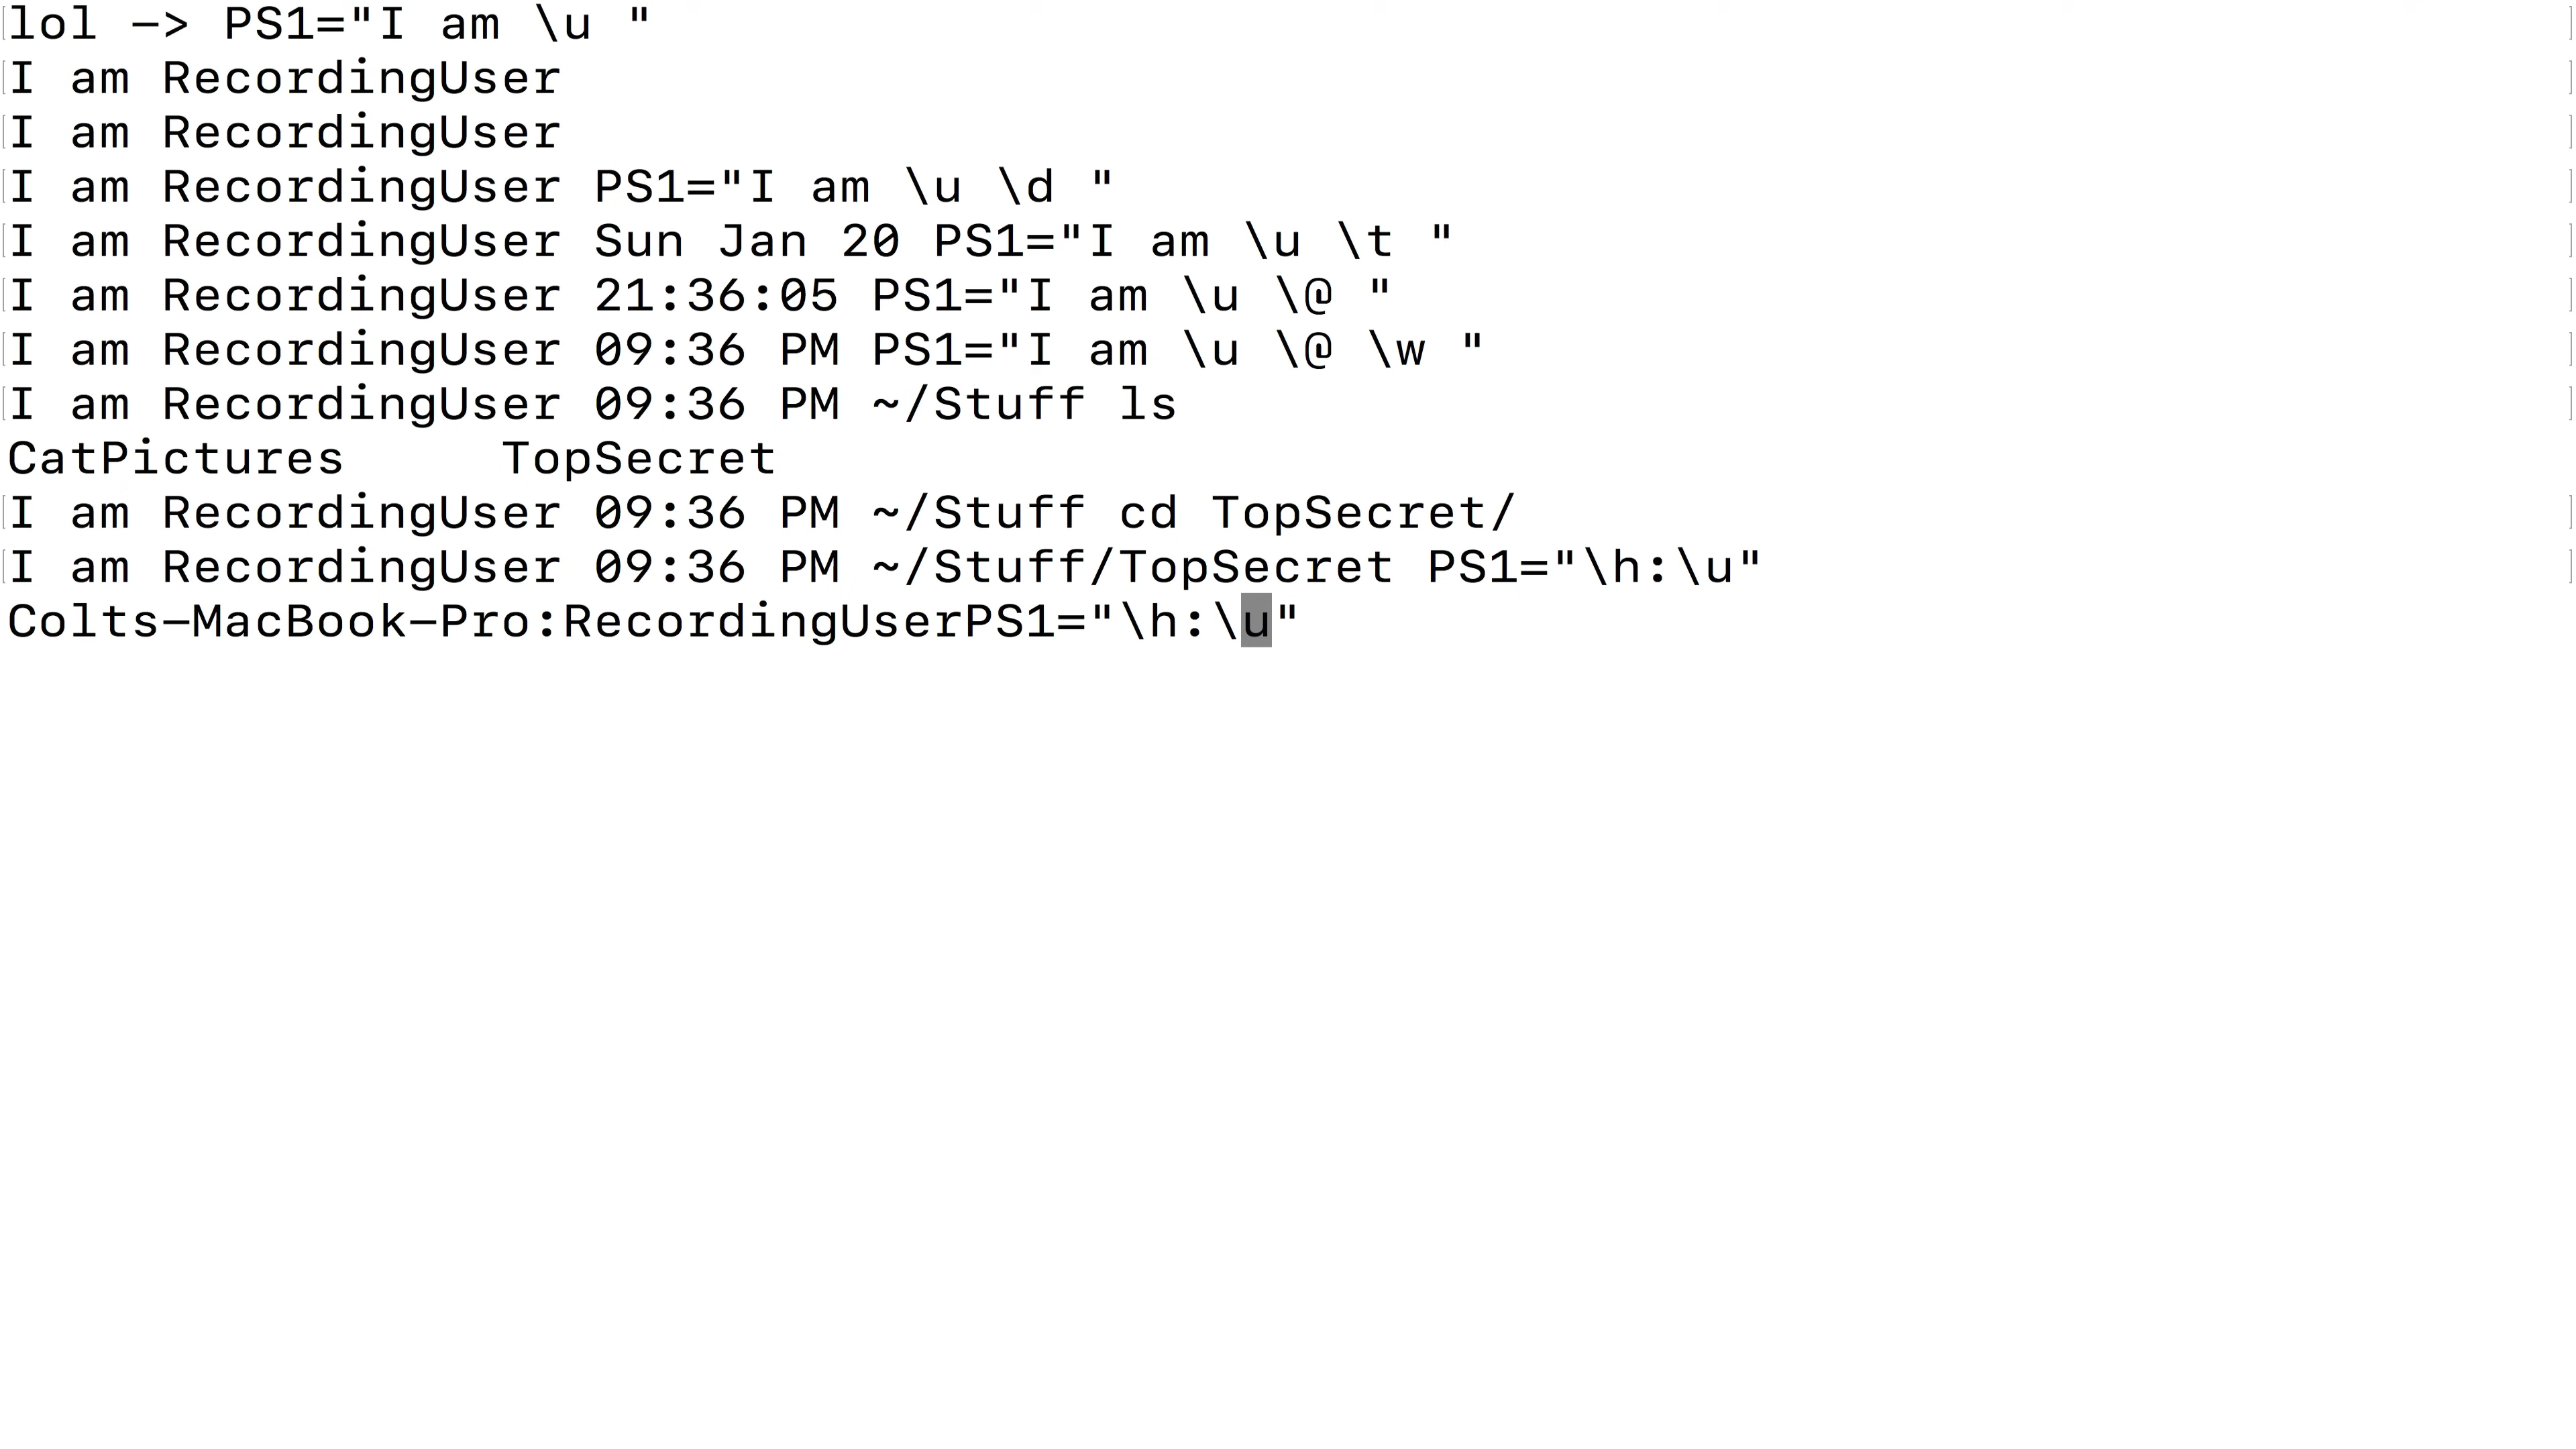 lol -> PS1="I am \u "
I am RecordingUser
I am RecordingUser
I am RecordingUser PS1="I am \u \d "
I am RecordingUser Sun Jan 20 PS1="I am \u \t "
I am RecordingUser 21:36:05 PS1="I am \u \@ "
I am RecordingUser 09:36 PM PS1="I am \u \@ \w "
I am RecordingUser 09:36 PM ~/Stuff ls
CatPictures     TopSecret
I am RecordingUser 09:36 PM ~/Stuff cd TopSecret/
I am RecordingUser 09:36 PM ~/Stuff/TopSecret PS1="\h:\u"
Colts-MacBook-Pro:RecordingUserPS1="\h:\u"